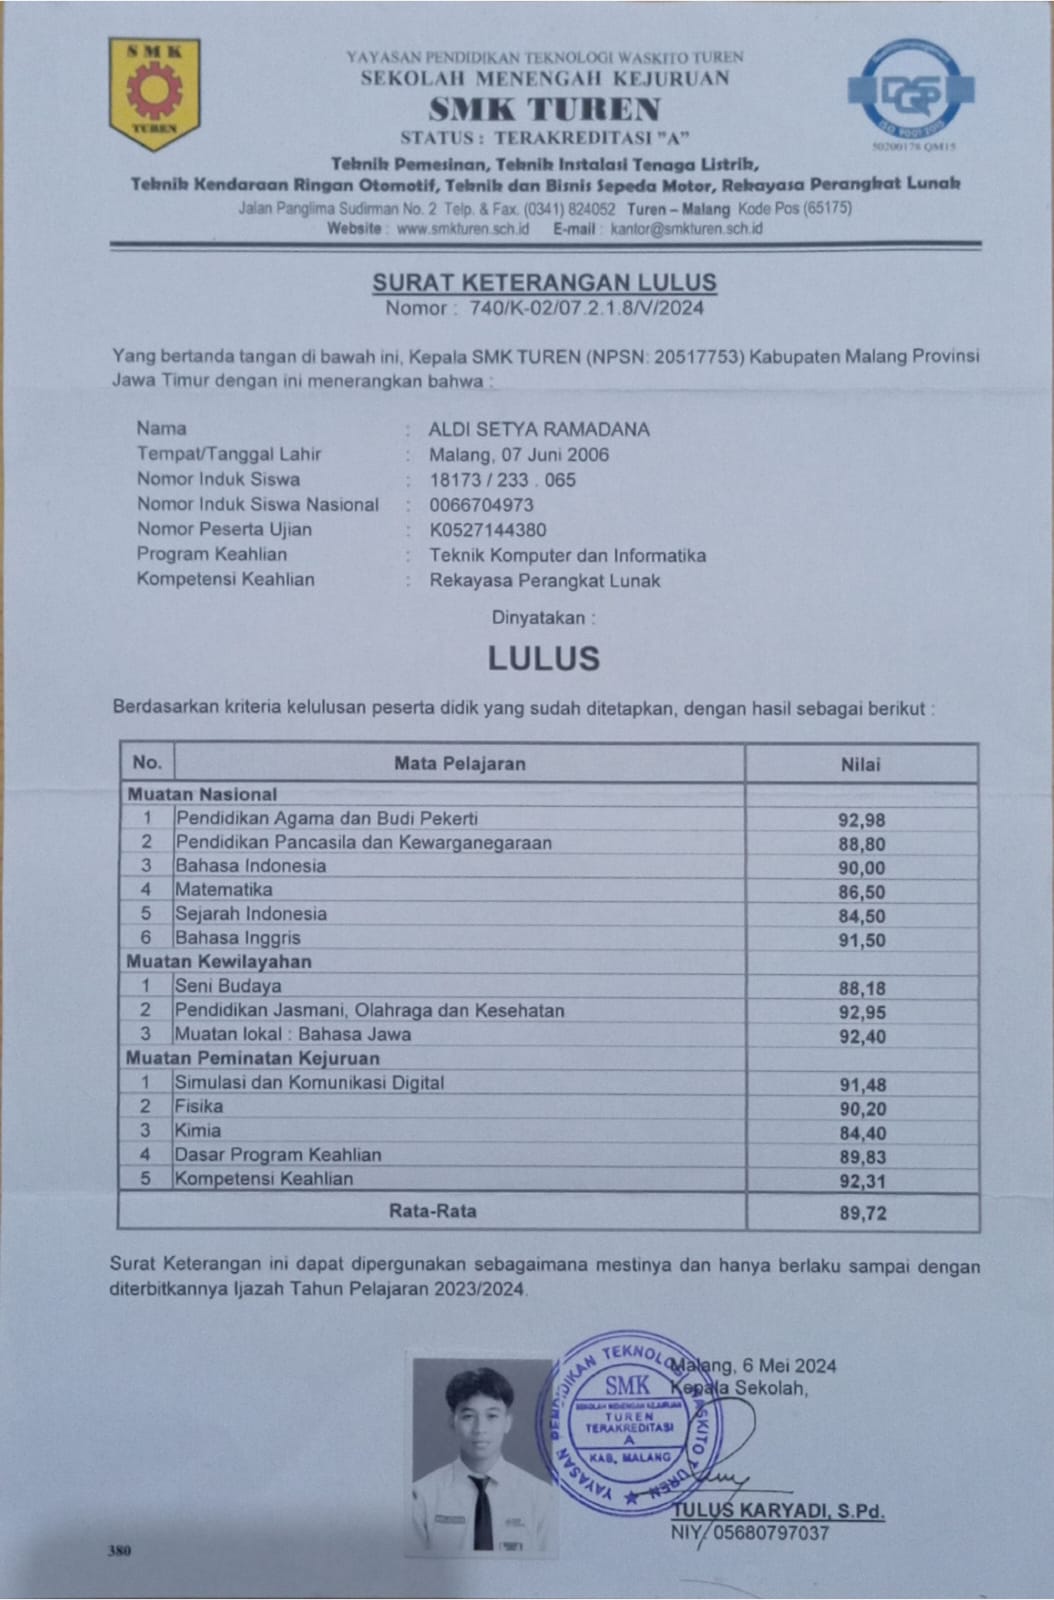 SMK
TUREN
YAYASAN PENDIDIKAN TEKNOLOGI WASKITO TUREN
SEKOLAH MENENGAH KEJURUAN
SMK TUREN
STATUS : TERAKREDITASI "A"
DQS
ISO 9001:2015
50200178 QM15
Teknik Pemesinan, Teknik Instalasi Tenaga Listrik,
Teknik Kendaraan Ringan Otomotif, Teknik dan Bisnis Sepeda Motor, Rekayasa Perangkat Lunak
Jalan Panglima Sudirman No. 2 Telp. & Fax. (0341) 824052 Turen – Malang Kode Pos (65175)
Website : www.smkturen.sch.id E-mail : kantor@smkturen.sch.id
SURAT KETERANGAN LULUS
Nomor : 740/K-02/07.2.1.8/V/2024
Yang bertanda tangan di bawah ini, Kepala SMK TUREN (NPSN: 20517753) Kabupaten Malang Provinsi
Jawa Timur dengan ini menerangkan bahwa :
Nama : ALDI SETYA RAMADANA
Tempat/Tanggal Lahir : Malang, 07 Juni 2006
Nomor Induk Siswa : 18173 / 233 . 065
Nomor Induk Siswa Nasional : 0066704973
Nomor Peserta Ujian : K0527144380
Program Keahlian : Teknik Komputer dan Informatika
Kompetensi Keahlian : Rekayasa Perangkat Lunak
Dinyatakan :
LULUS
Berdasarkan kriteria kelulusan peserta didik yang sudah ditetapkan, dengan hasil sebagai berikut :
No. Mata Pelajaran Nilai
Muatan Nasional
1 Pendidikan Agama dan Budi Pekerti 92,98
2 Pendidikan Pancasila dan Kewarganegaraan 88,80
3 Bahasa Indonesia 90,00
4 Matematika 86,50
5 Sejarah Indonesia 84,50
6 Bahasa Inggris 91,50
Muatan Kewilayahan
1 Seni Budaya 88,18
2 Pendidikan Jasmani, Olahraga dan Kesehatan 92,95
3 Muatan lokal : Bahasa Jawa 92,40
Muatan Peminatan Kejuruan
1 Simulasi dan Komunikasi Digital 91,48
2 Fisika 90,20
3 Kimia 84,40
4 Dasar Program Keahlian 89,83
5 Kompetensi Keahlian 92,31
Rata-Rata 89,72
Surat Keterangan ini dapat dipergunakan sebagaimana mestinya dan hanya berlaku sampai dengan
diterbitkannya Ijazah Tahun Pelajaran 2023/2024.
Malang, 6 Mei 2024
Kepala Sekolah,
YAYASAN PENDIDIKAN TEKNOLOGI WASKITO TUREN
SMK
SEKOLAH MENENGAH KEJURUAN
TUREN
TERAKREDITASI
A
KAB. MALANG
TULUS KARYADI, S.Pd.
NIY. 05680797037
380